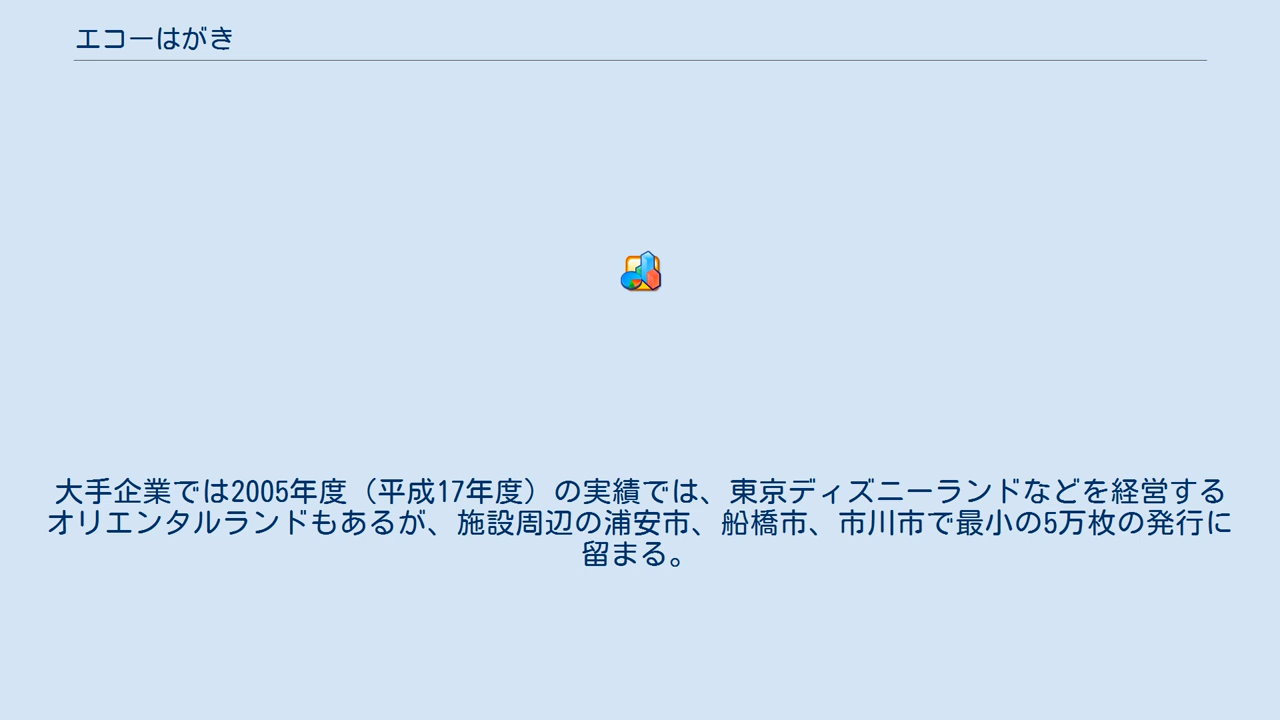 エコーはがき
大手企業では2005年度（平成17年度）の実績では、東京ディズニーランドなどを経営する
オリエンタルランドもあるが、施設周辺の浦安市、船橋市、市川市で最小の5万枚の発行に
留まる。